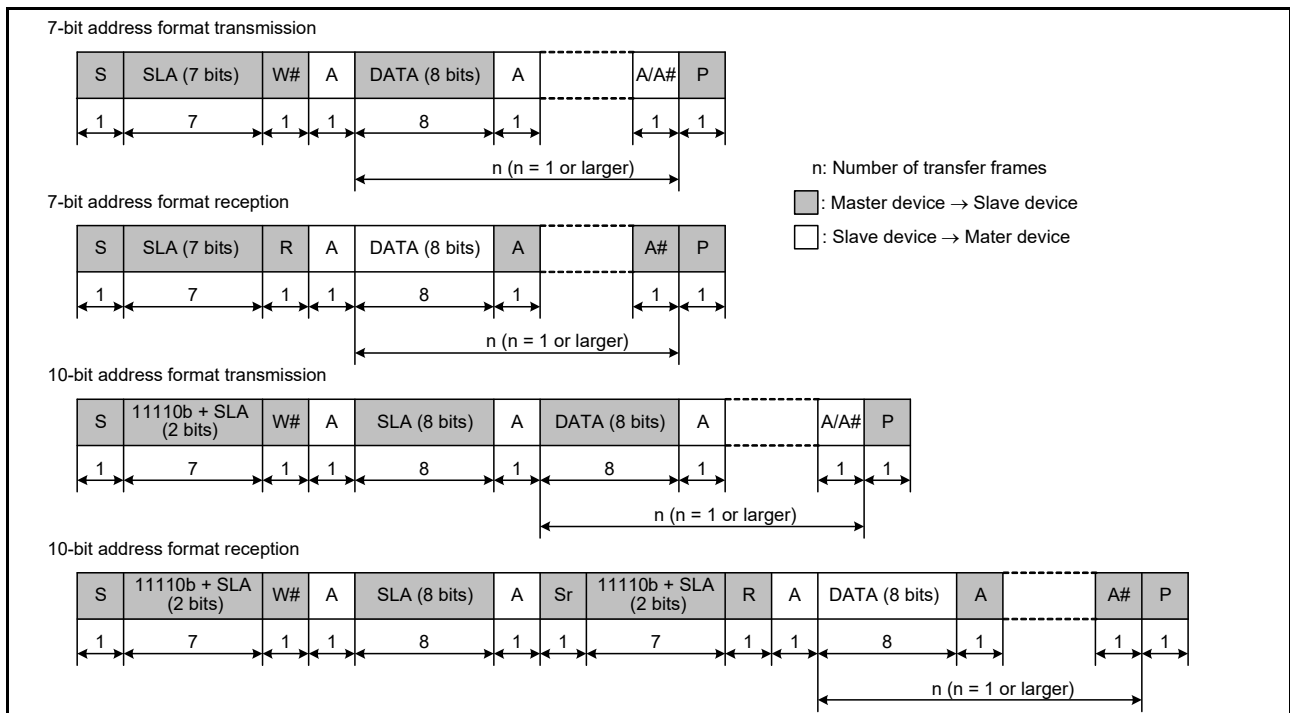 7-bit address format transmission
S SLA (7 bits) W# A DATA (8 bits) A A/A# P
1 7 1 1 8 1 1 1
n (n = 1 or larger)
n: Number of transfer frames
: Master device → Slave device
: Slave device → Mater device
7-bit address format reception
S SLA (7 bits) R A DATA (8 bits) A A# P
1 7 1 1 8 1 1 1
n (n = 1 or larger)
10-bit address format transmission
S 11110b + SLA (2 bits) W# A SLA (8 bits) A DATA (8 bits) A A/A# P
1 7 1 1 8 1 8 1 1 1
n (n = 1 or larger)
10-bit address format reception
S 11110b + SLA (2 bits) W# A SLA (8 bits) A Sr 11110b + SLA (2 bits) R A DATA (8 bits) A A# P
1 7 1 1 8 1 1 7 1 1 8 1 1 1
n (n = 1 or larger)